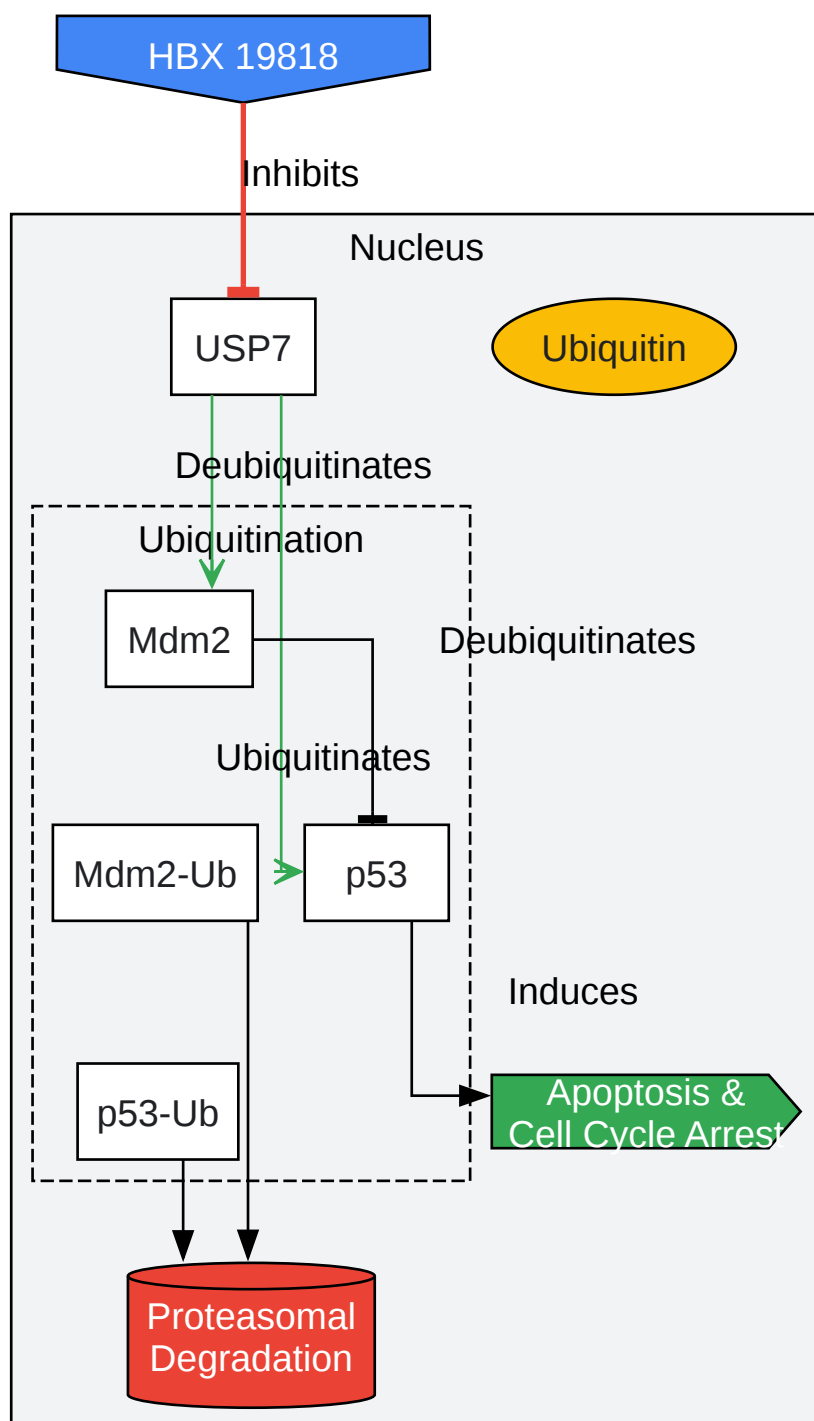 HBX 19818
Inhibits
Nucleus
USP7
Ubiquitin
Deubiquitinates
Ubiquitination
Mdm2
Deubiquitinates
Ubiquitinates
Mdm2-Ub
p53
Induces
Apoptosis &
Cell Cycle Arrest
p53-Ub
Proteasomal
Degradation